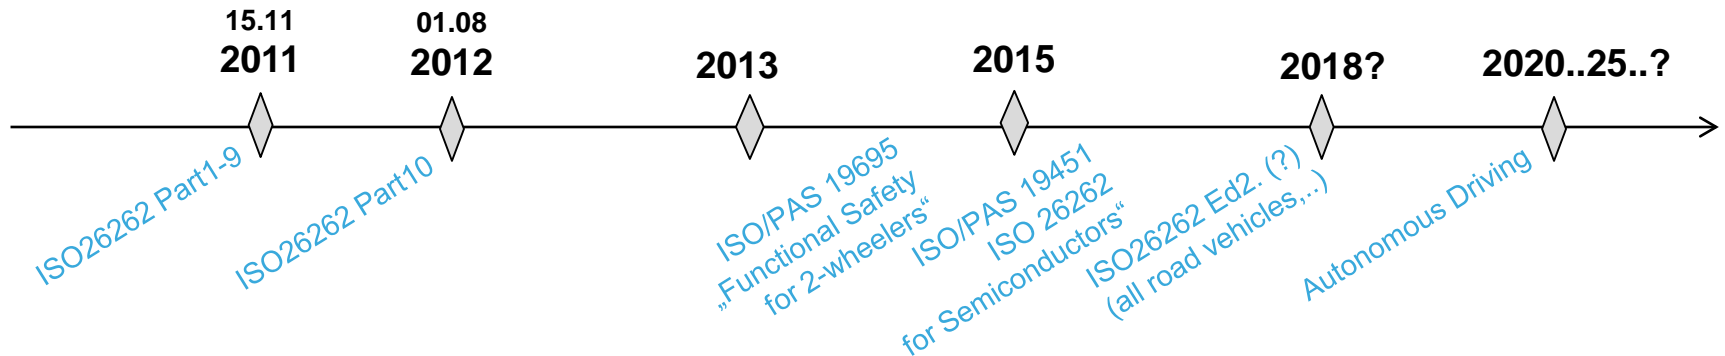 15.11
2011
01.08
2012
2013
2015
2018?
2020..25..?
ISO26262 Part1-9
ISO26262 Part10
ISO/PAS 19695
„Functional Safety
for 2-wheelers“
ISO/PAS 19451
ISO 26262
for Semiconductors“
ISO26262 Ed2. (?)
(all road vehicles,..)
Autonomous Driving